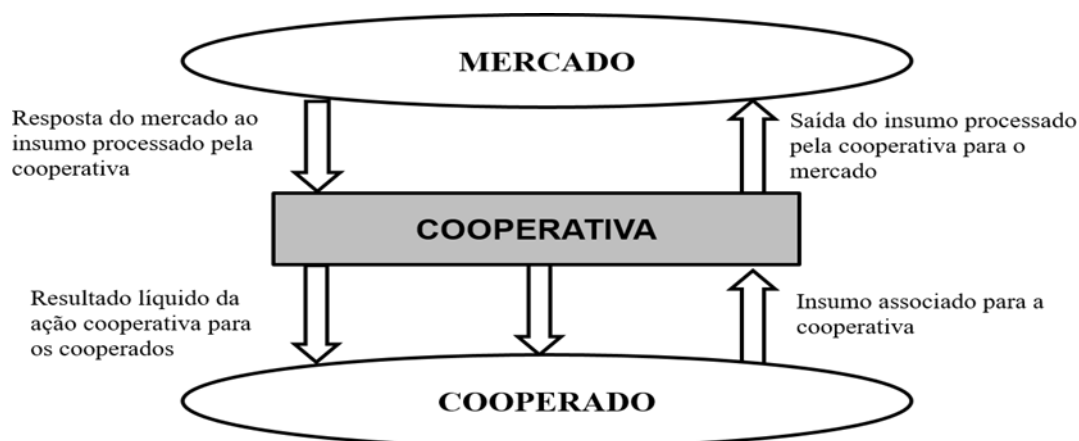 MERCADO
Resposta do mercado ao
insumo processado pela
cooperativa
Saída do insumo processado
pela cooperativa para o
mercado
COOPERATIVA
Resultado líquido da
ação cooperativa para
os cooperados
Insumo associado para a
cooperativa
COOPERADO